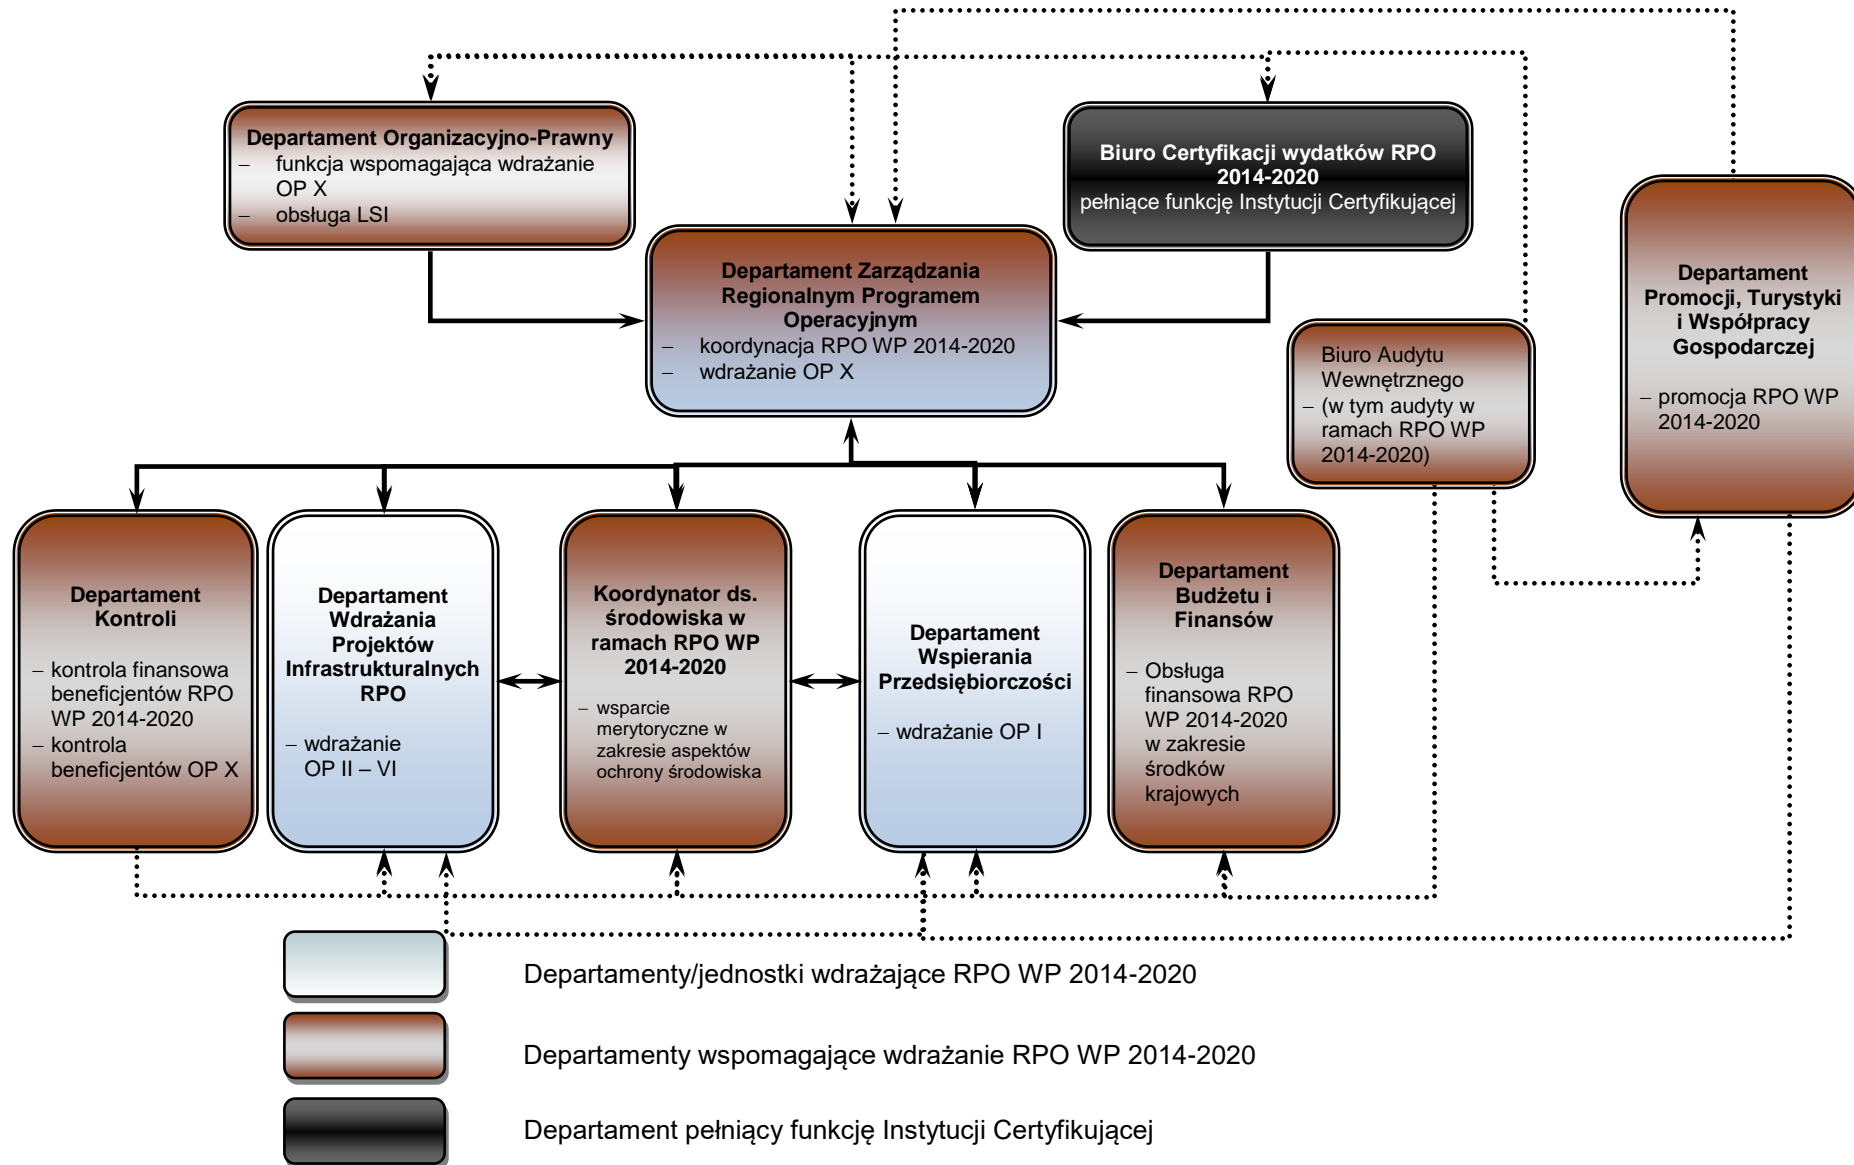 Departament Organizacyjno-Prawny
– funkcja wspomagająca wdrażanie
OP X
– obsługa LSI
Biuro Certyfikacji wydatków RPO
2014-2020
pełniące funkcję Instytucji Certyfikującej
Departament Zarządzania
Regionalnym Programem
Operacyjnym
– koordynacja RPO WP 2014-2020
– wdrażanie OP X
Biuro Audytu
Wewnętrznego
– (w tym audyty w
ramach RPO WP
2014-2020)
Departament
Promocji, Turystyki
i Współpracy
Gospodarczej
– promocja RPO WP
2014-2020
Departament
Kontroli
– kontrola finansowa
beneficjentów RPO
WP 2014-2020
– kontrola
beneficjentów OP X
Departament
Wdrażania
Projektów
Infrastrukturalnych
RPO
– wdrażanie
OP II – VI
Koordynator ds.
środowiska w
ramach RPO WP
2014-2020
– wsparcie
merytoryczne w
zakresie aspektów
ochrony środowiska
Departament
Wspierania
Przedsiębiorczości
– wdrażanie OP I
Departament
Budżetu i
Finansów
– Obsługa
finansowa RPO
WP 2014-2020
w zakresie
środków
krajowych
Departamenty/jednostki wdrażające RPO WP 2014-2020
Departamenty wspomagające wdrażanie RPO WP 2014-2020
Departament pełniący funkcję Instytucji Certyfikującej